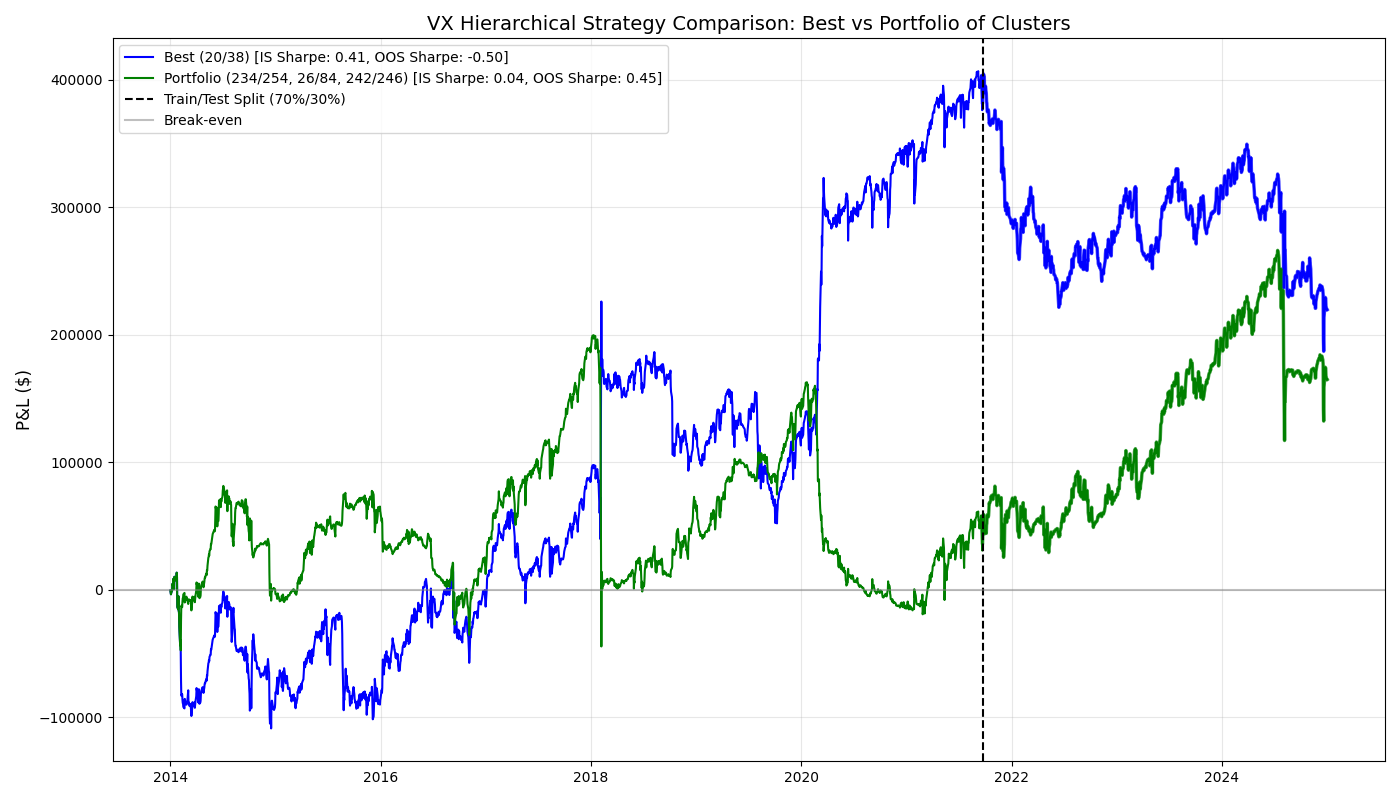 VX Hierarchical Strategy Comparison: Best vs Portfolio of Clusters
Best (20/38) [IS Sharpe: 0.41, OOS Sharpe: -0.50]
Portfolio (234/254, 26/84, 242/246) [IS Sharpe: 0.04, OOS Sharpe: 0.45]
Train/Test Split (70%/30%)
Break-even
P&L ($)
400000
300000
200000
100000
0
−100000
2014 2016 2018 2020 2022 2024